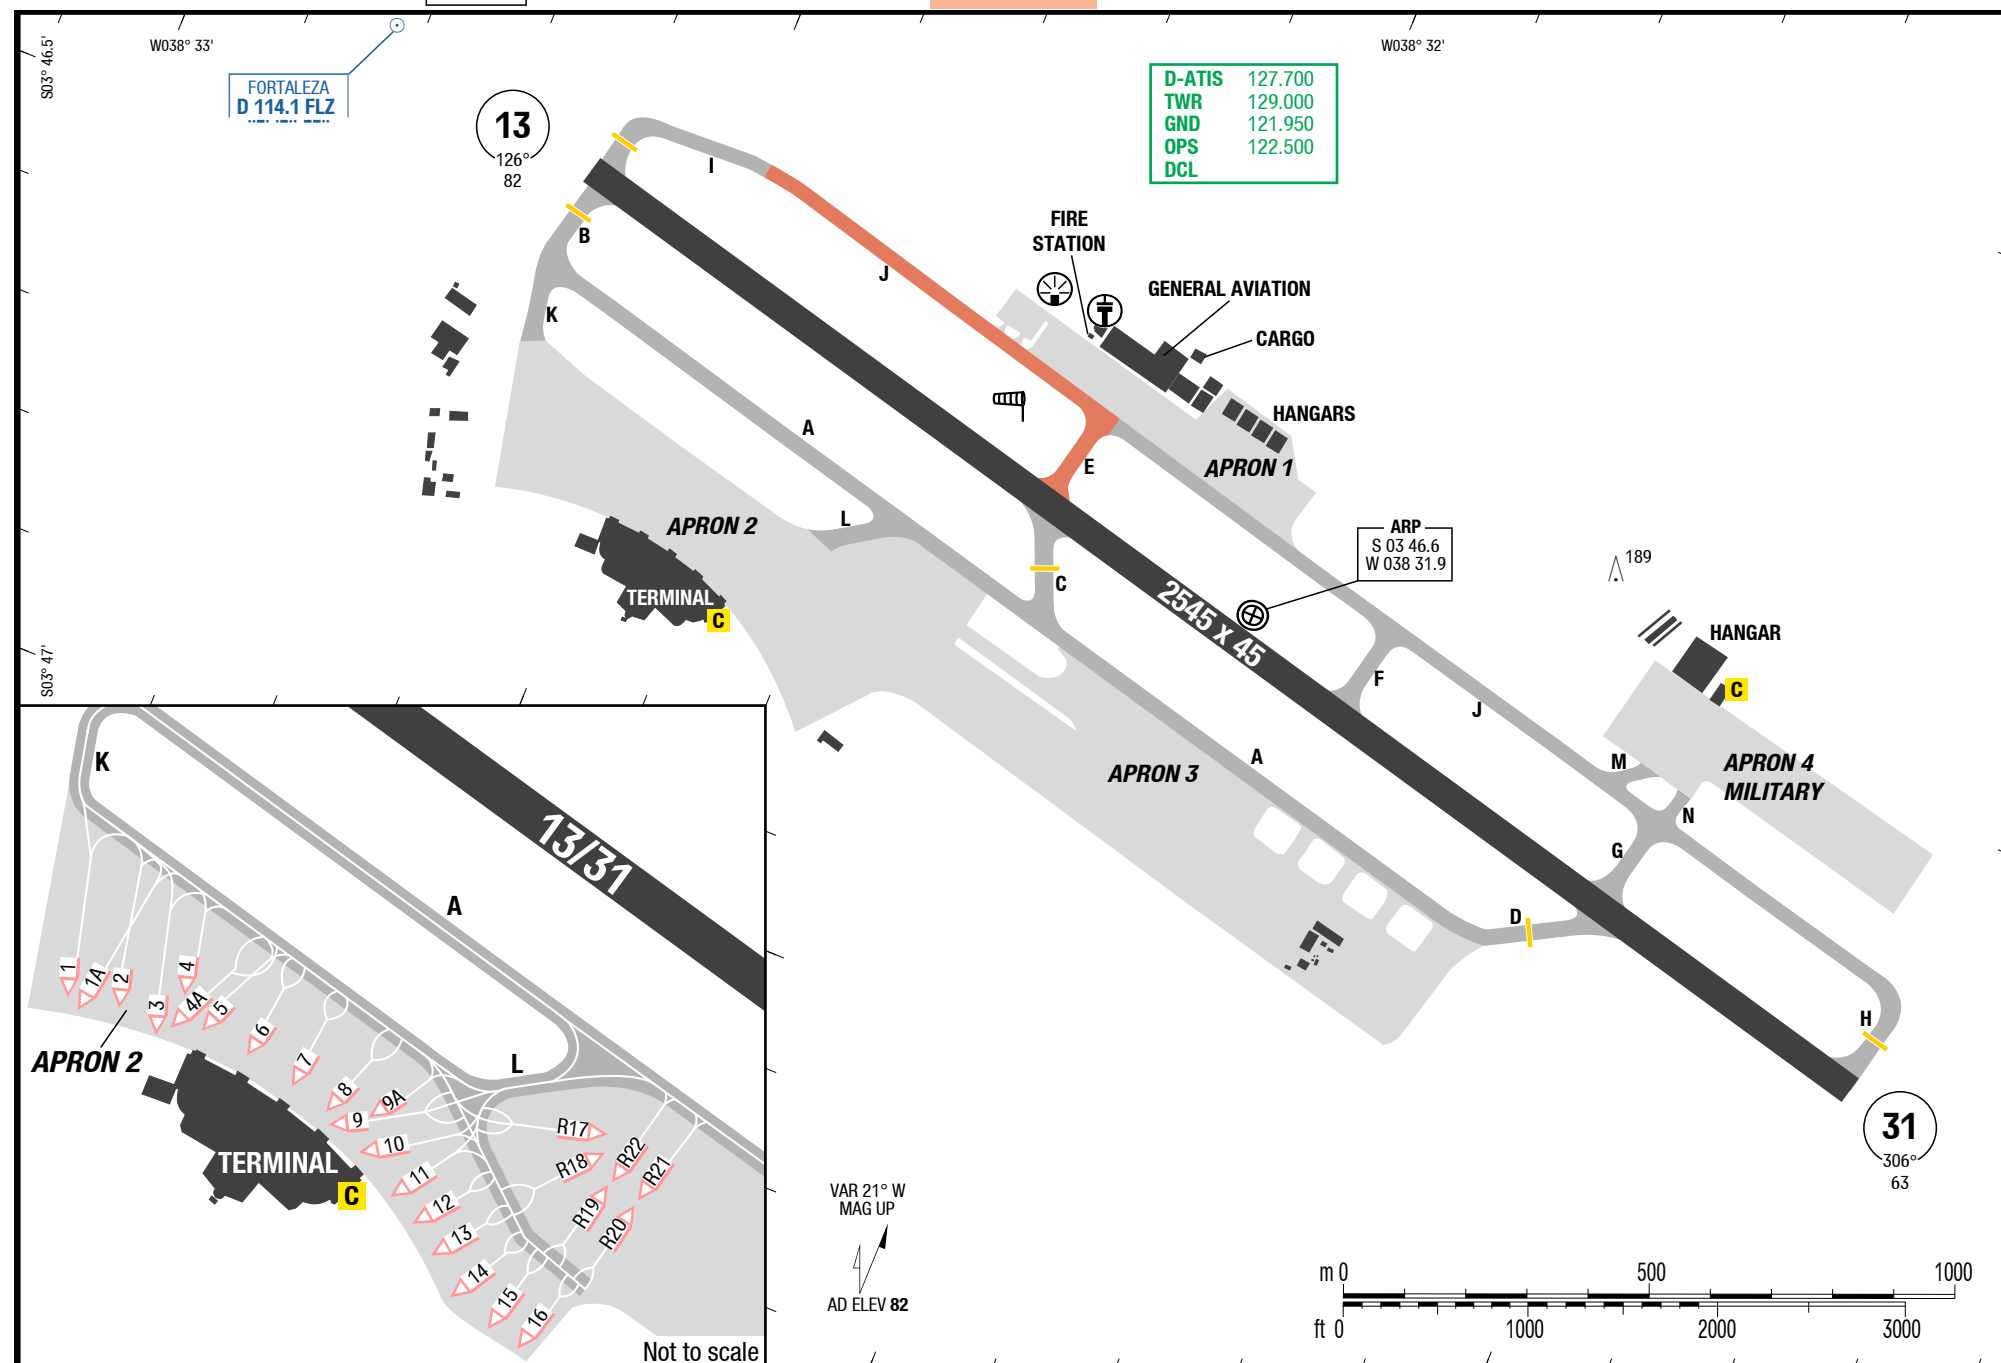 W038° 33'
W038° 32'
S03° 46.5'
FORTALEZA
D 114.1 FLZ
D-ATIS 127.700
TWR 129.000
GND 121.950
OPS 122.500
DCL
13
126°
82
I
B
J
K
FIRE
STATION
GENERAL AVIATION
CARGO
HANGARS
APRON 1
E
A
L
APRON 2
C
ARP
S 03 46.6
W 038 31.9
189
TERMINAL
C
2545 x 45
HANGAR
C
F
J
S03° 47'
M
APRON 4
MILITARY
N
A
APRON 3
G
D
H
31
306°
63
K
13/31
A
L
1
1A
2
3
4
4A
5
6
7
8
9
9A
10
11
12
13
14
15
16
R17
R18
R19
R20
R22
R21
APRON 2
TERMINAL
C
Not to scale
VAR 21° W
MAG UP
AD ELEV 82
m 0 500 1000
ft 0 1000 2000 3000